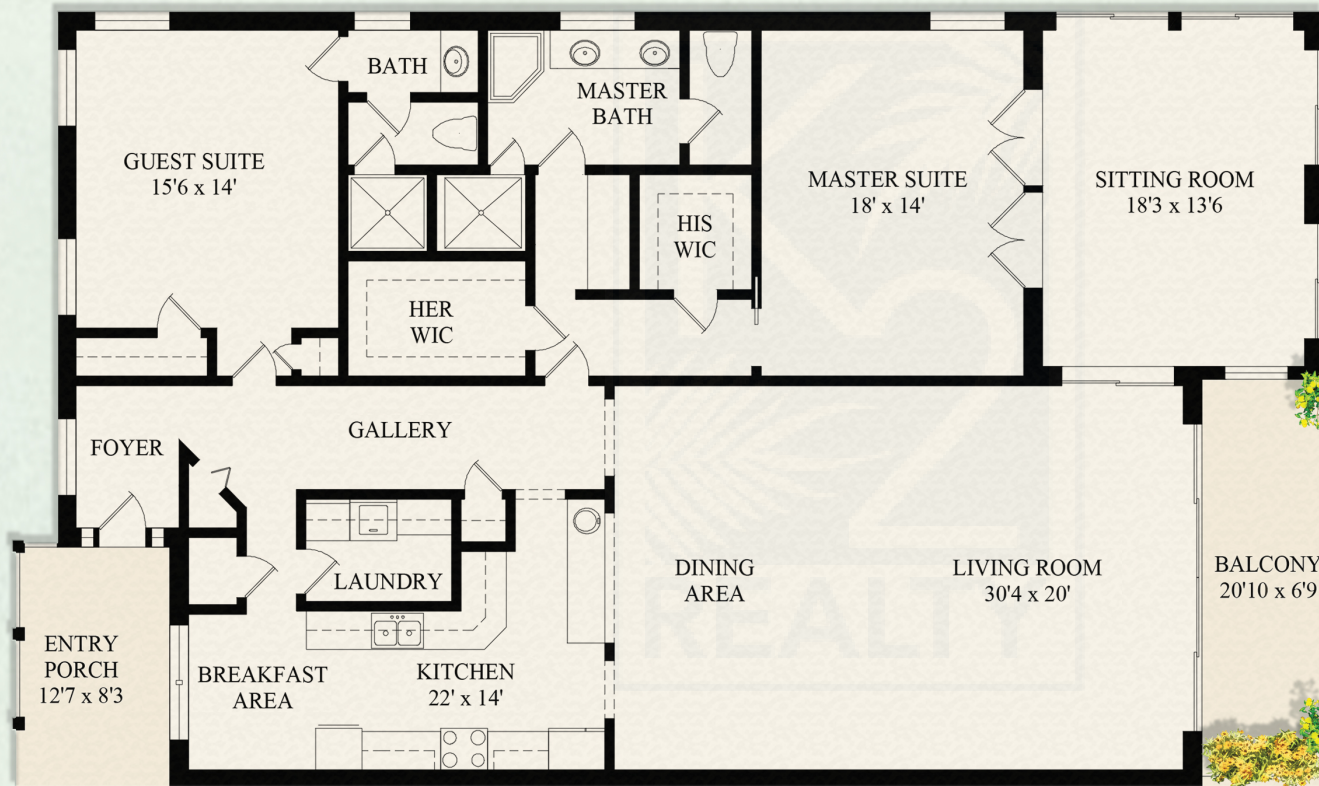 BATH
MASTER
BATH
GUEST SUITE
15'6 x 14'
MASTER SUITE
18' x 14'
SITTING ROOM
18'3 x 13'6
HIS
WIC
HER
WIC
FOYER
GALLERY
LAUNDRY
DINING
AREA
LIVING ROOM
30'4 x 20'
BALCONY
20'10 x 6'9
ENTRY
PORCH
12'7 x 8'3
BREAKFAST
AREA
KITCHEN
22' x 14'
REALTY